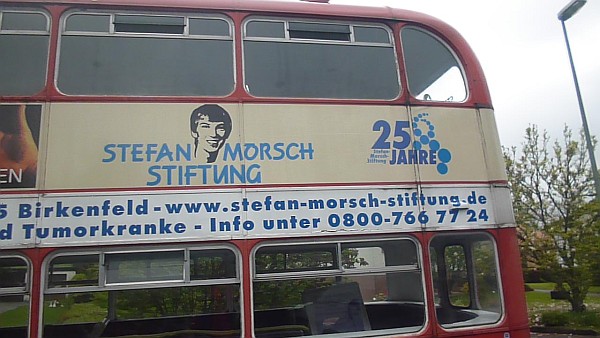 EN
STEFAN MORSCH
STIFTUNG
25
Stefan-
Morsch-
Stiftung
JAHRE
5 Birkenfeld - www.stefan-morsch-stiftung.de
d Tumorkranke - Info unter 0800-766 77 24